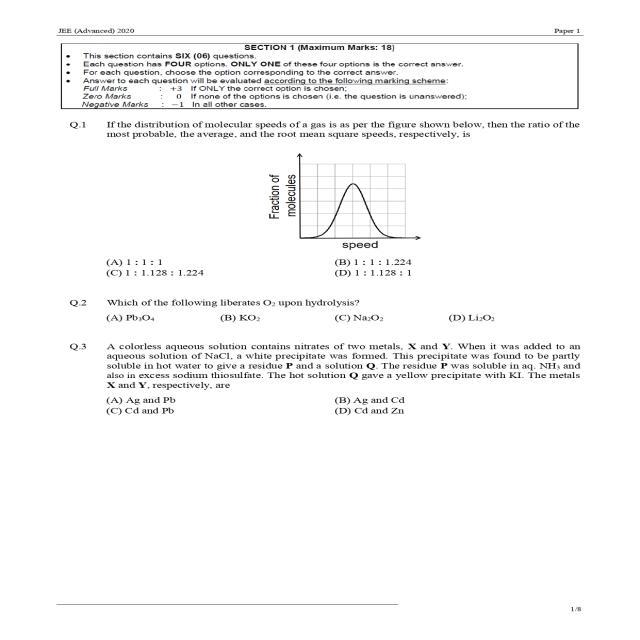 JEE (Advanced) 2020 Paper 1
SECTION 1 (Maximum Marks: 18)
• This section contains SIX (06) questions.
• Each question has FOUR options. ONLY ONE of these four options is the correct answer.
• For each question, choose the option corresponding to the correct answer.
• Answer to each question will be evaluated according to the following marking scheme:
Full Marks : +3 If ONLY the correct option is chosen;
Zero Marks : 0 If none of the options is chosen (i.e. the question is unanswered);
Negative Marks : −1 In all other cases.
Q.1 If the distribution of molecular speeds of a gas is as per the figure shown below, then the ratio of the
most probable, the average, and the root mean square speeds, respectively, is
Fraction of
molecules
speed
(A) 1 : 1 : 1 (B) 1 : 1 : 1.224
(C) 1 : 1.128 : 1.224 (D) 1 : 1.128 : 1
Q.2 Which of the following liberates O₂ upon hydrolysis?
(A) Pb₃O₄ (B) KO₂ (C) Na₂O₂ (D) Li₂O₂
Q.3 A colorless aqueous solution contains nitrates of two metals, X and Y. When it was added to an
aqueous solution of NaCl, a white precipitate was formed. This precipitate was found to be partly
soluble in hot water to give a residue P and a solution Q. The residue P was soluble in aq. NH₃ and
also in excess sodium thiosulfate. The hot solution Q gave a yellow precipitate with KI. The metals
X and Y, respectively, are
(A) Ag and Pb (B) Ag and Cd
(C) Cd and Pb (D) Cd and Zn
1/8